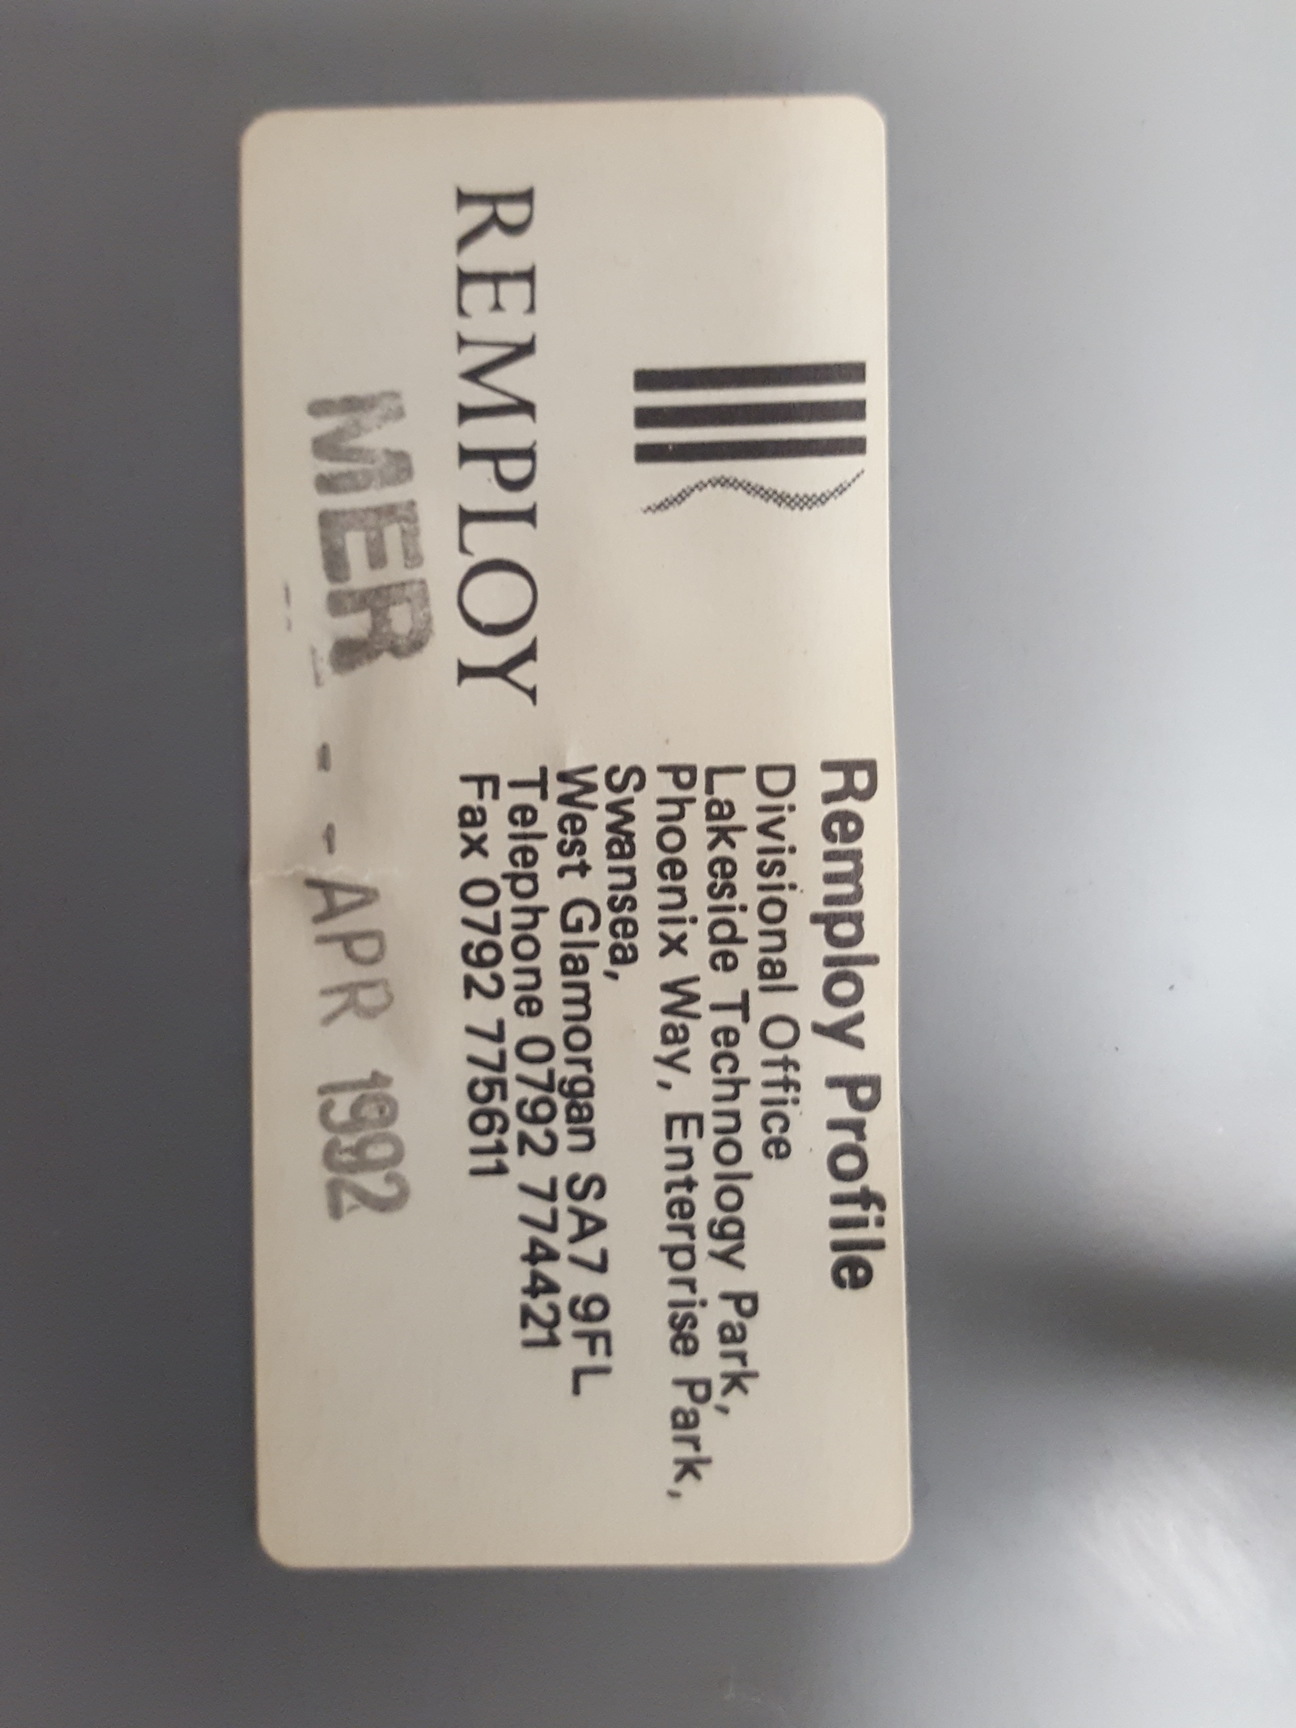 REMPLOY
Remploy Profile
Divisional Office
Lakeside Technology Park,
Phoenix Way, Enterprise Park,
Swansea,
West Glamorgan SA7 9FL
Telephone 0792 774421
Fax 0792 775611
MER - - APR 1992